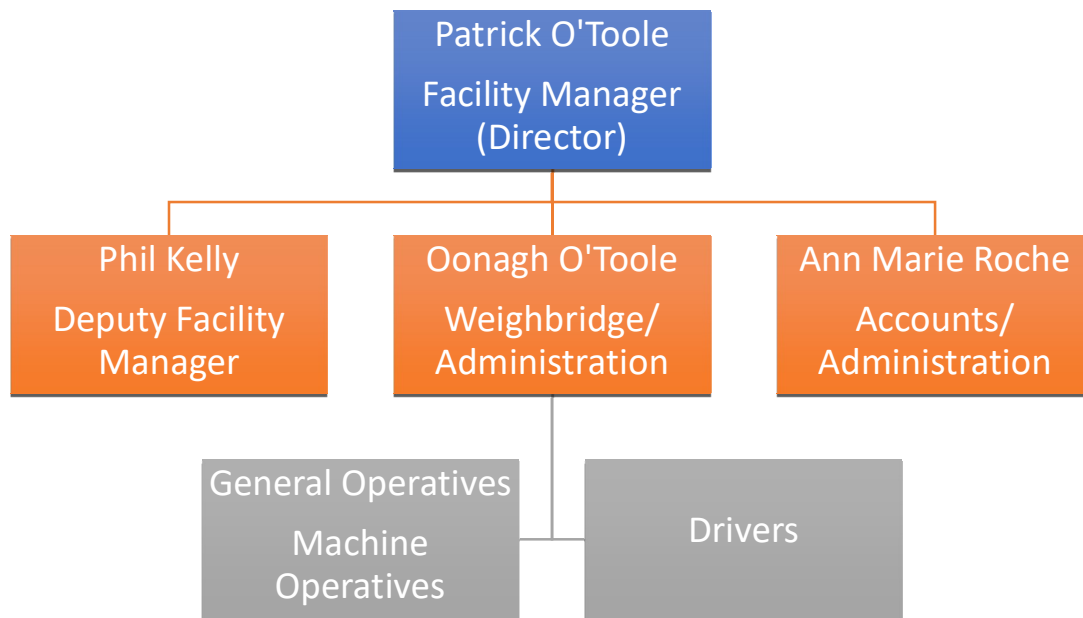 Patrick O'Toole
Facility Manager
(Director)
Phil Kelly
Deputy Facility
Manager
Oonagh O'Toole
Weighbridge/
Administration
Ann Marie Roche
Accounts/
Administration
General Operatives
Machine
Operatives
Drivers